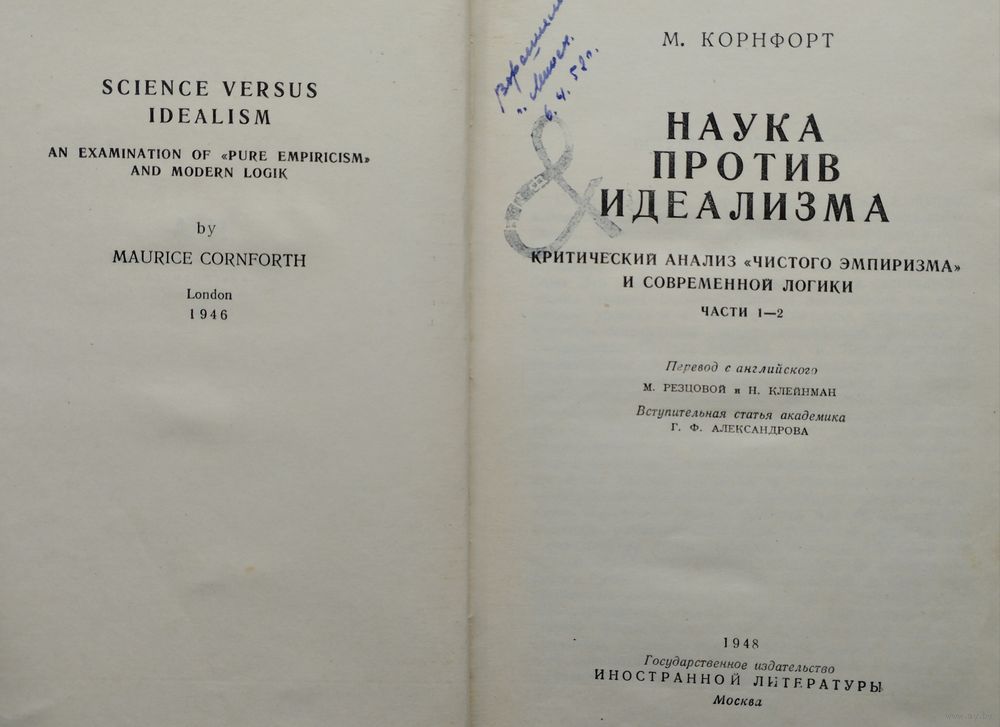 SCIENCE VERSUS
IDEALISM
AN EXAMINATION OF «PURE EMPIRICISM»
AND MODERN LOGIK
by
MAURICE CORNFORTH
London
1946
г. Минск.
6. 4. 58 г.
М. КОРНФОРТ
НАУКА
ПРОТИВ
ИДЕАЛИЗМА
КРИТИЧЕСКИЙ АНАЛИЗ «ЧИСТОГО ЭМПИРИЗМА»
И СОВРЕМЕННОЙ ЛОГИКИ
ЧАСТИ 1—2
Перевод с английского
М. РЕЗЦОВОЙ и Н. КЛЕЙНМАН
Вступительная статья академика
Г. Ф. АЛЕКСАНДРОВА
1948
Государственное издательство
ИНОСТРАННОЙ ЛИТЕРАТУРЫ
Москва